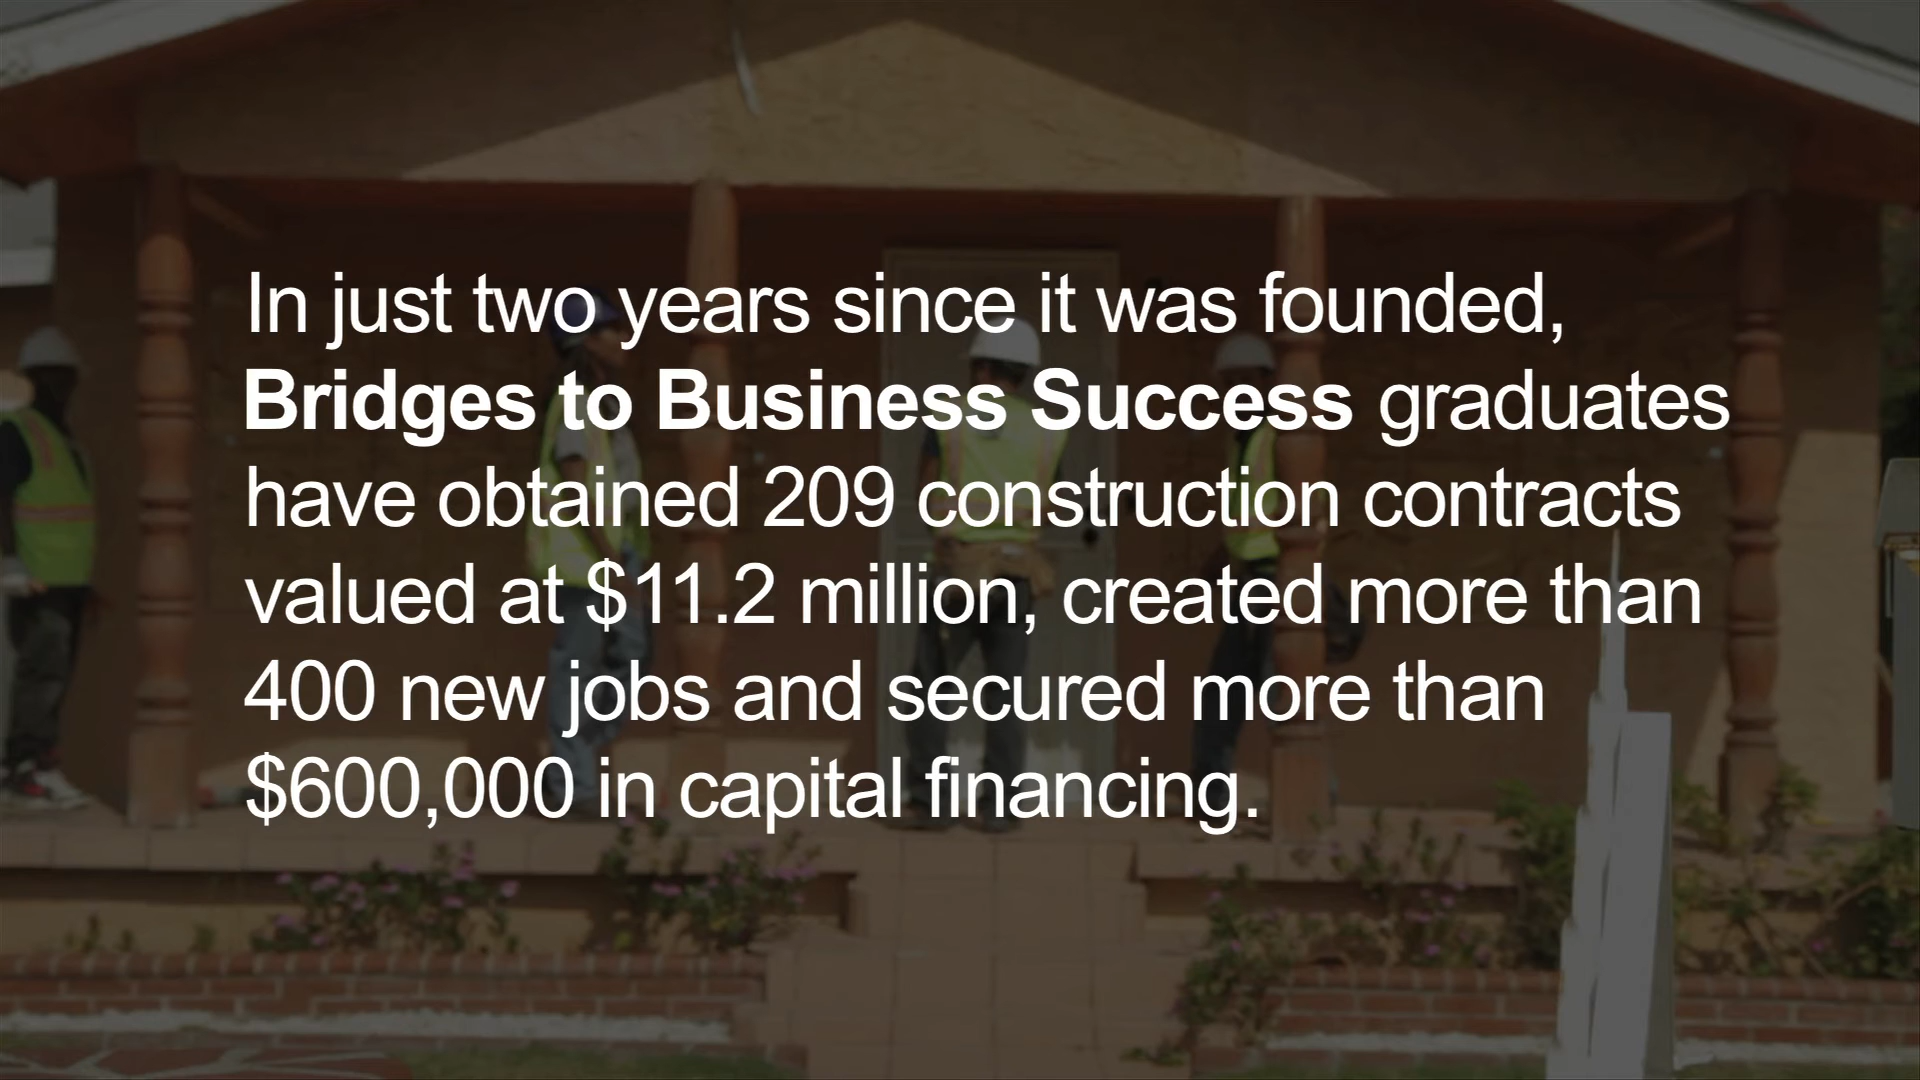 In just two years since it was founded,
Bridges to Business Success graduates
have obtained 209 construction contracts
valued at $11.2 million, created more than
400 new jobs and secured more than
$600,000 in capital financing.